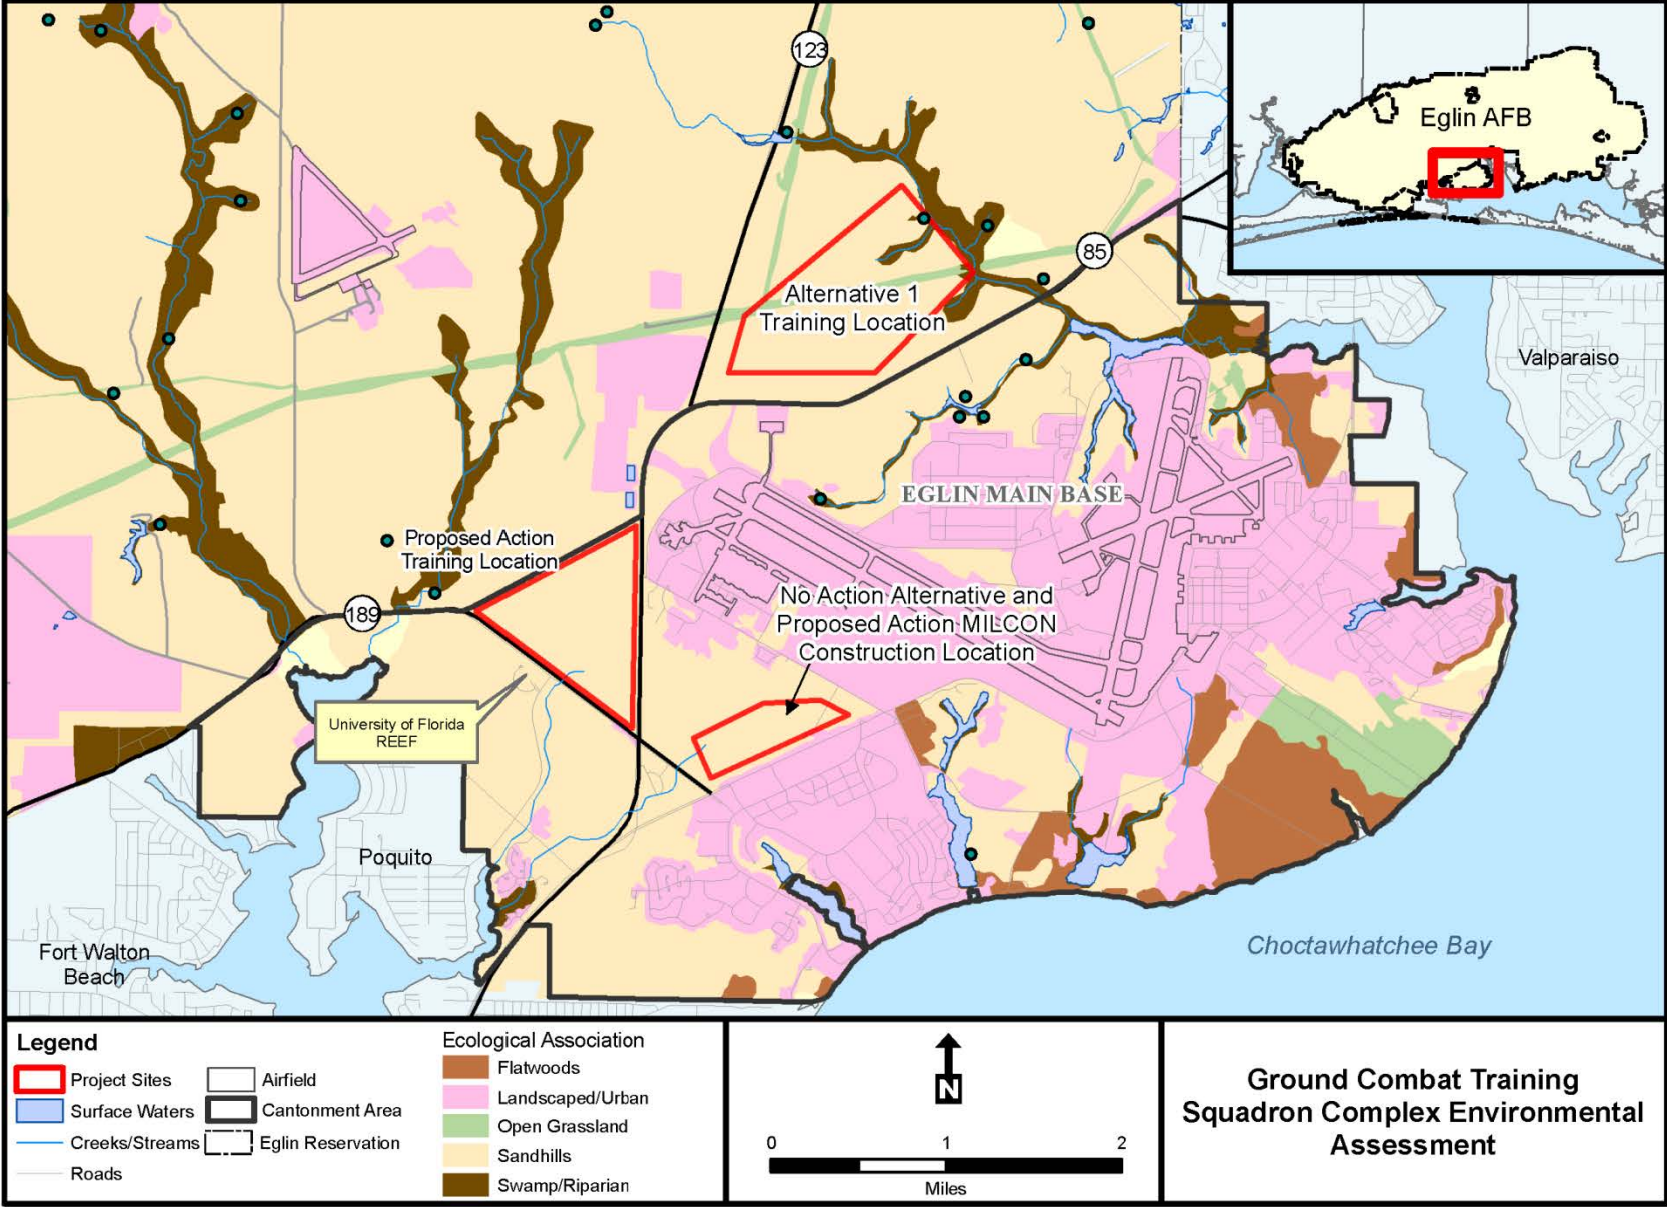 123
Eglin AFB
85
Alternative 1
Training Location
Valparaiso
EGLIN MAIN BASE
Proposed Action
Training Location
No Action Alternative and
Proposed Action MILCON
Construction Location
189
University of Florida
REEF
Poquito
Fort Walton
Beach
Choctawhatchee Bay
Legend
Project Sites
Airfield
Surface Waters
Cantonment Area
Creeks/Streams
Eglin Reservation
Roads
Ecological Association
Flatwoods
Landscaped/Urban
Open Grassland
Sandhills
Swamp/Riparian
N
0 1 2
Miles
Ground Combat Training
Squadron Complex Environmental
Assessment